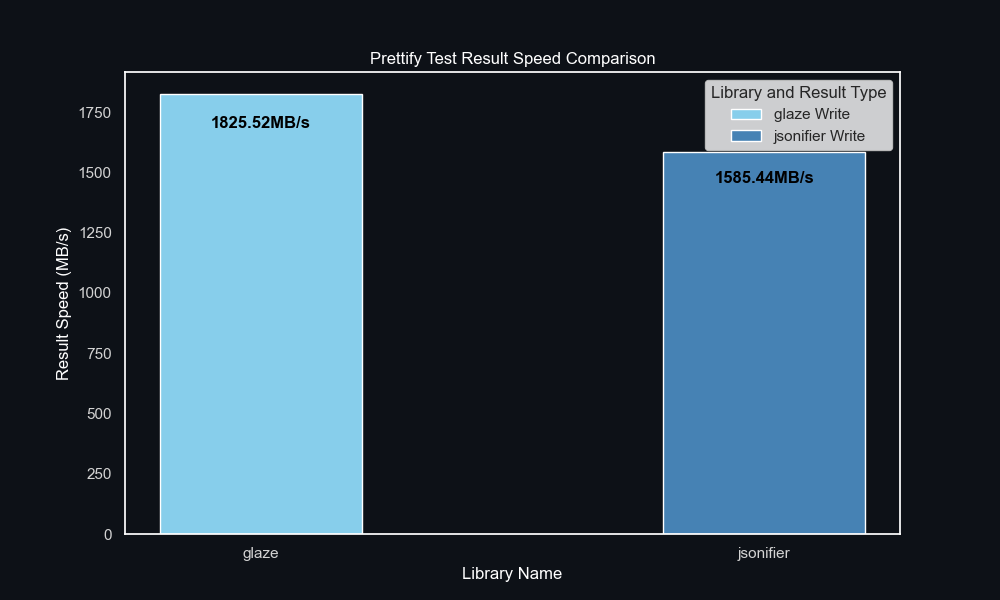 Prettify Test Result Speed Comparison
Library and Result Type
glaze Write
jsonifier Write
1825.52MB/s
1585.44MB/s
Result Speed (MB/s)
1750
1500
1250
1000
750
500
250
0
glaze
jsonifier
Library Name